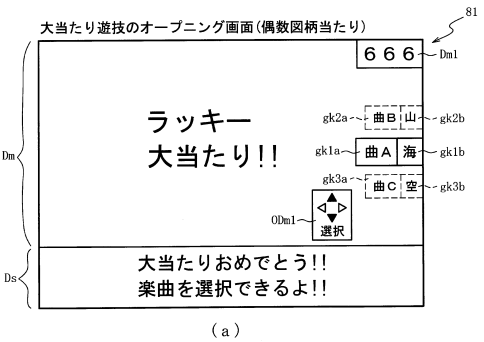 大当たり遊技のオープニング画面(偶数図柄当たり)
81
666
Dm1
ラッキー
大当たり!!
gk2a
曲B
山
gk2b
gk1a
曲A
海
gk1b
gk3a
曲C
空
gk3b
Dm
ODm1
選択
Ds
大当たりおめでとう!!
楽曲を選択できるよ!!
(a)